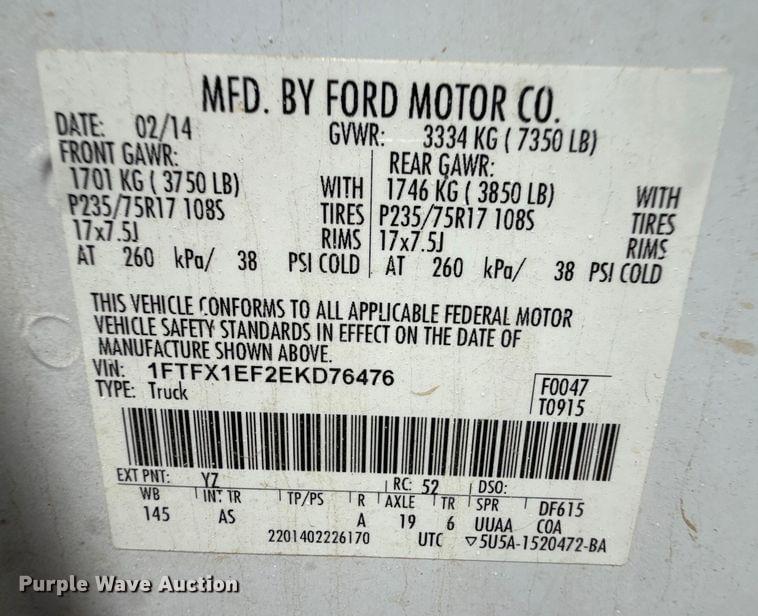 MFD. BY FORD MOTOR CO.
DATE: 02/14 GVWR: 3334 KG ( 7350 LB)
FRONT GAWR: REAR GAWR:
1701 KG ( 3750 LB) WITH 1746 KG ( 3850 LB) WITH
P235/75R17 108S TIRES P235/75R17 108S TIRES
17x7.5J RIMS 17x7.5J RIMS
AT 260 kPa/ 38 PSI COLD AT 260 kPa/ 38 PSI COLD
THIS VEHICLE CONFORMS TO ALL APPLICABLE FEDERAL MOTOR
VEHICLE SAFETY STANDARDS IN EFFECT ON THE DATE OF
MANUFACTURE SHOWN ABOVE.
VIN: 1FTFX1EF2EKD76476 F0047
TYPE: Truck T0915
EXT PNT: YZ RC: 52 DSO:
WB INT TR TP/PS R AXLE TR SPR DF615
145 AS A 19 6 UUAA COA
2201402226170 UTC ▽5U5A-1520472-BA
Purple Wave Auction